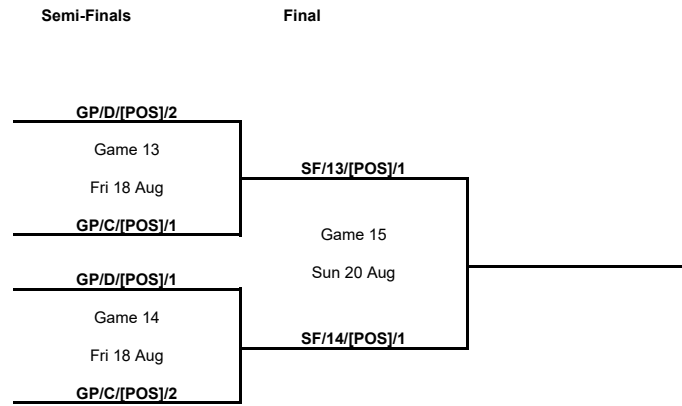 Semi-Finals
Final
GP/D/[POS]/2
Game 13
Fri 18 Aug
GP/C/[POS]/1
SF/13/[POS]/1
Game 15
Sun 20 Aug
SF/14/[POS]/1
GP/D/[POS]/1
Game 14
Fri 18 Aug
GP/C/[POS]/2